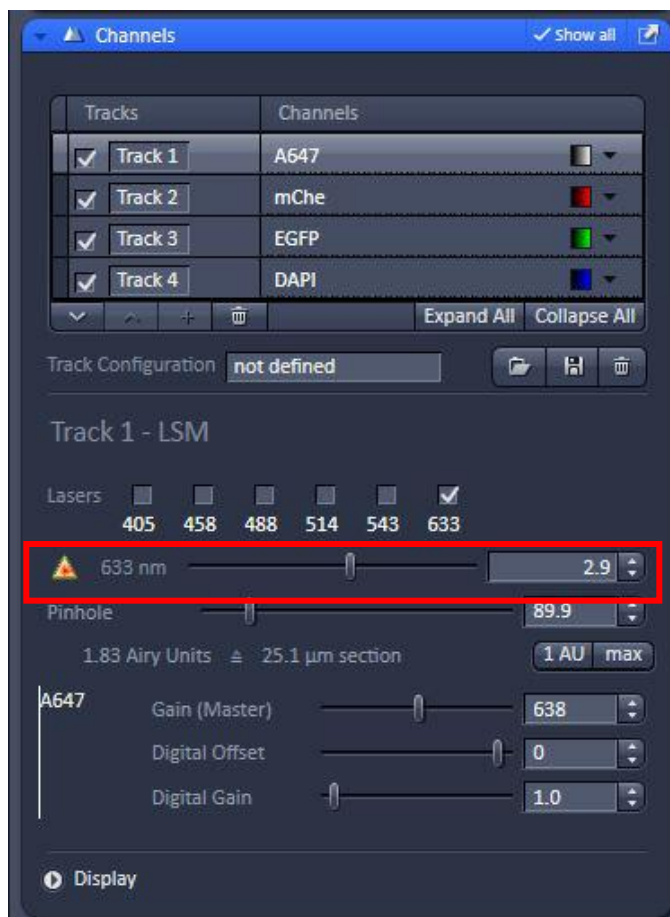 Channels Show all
Tracks Channels
Track 1 A647
Track 2 mChe
Track 3 EGFP
Track 4 DAPI
Expand All Collapse All
Track Configuration not defined
Track 1 - LSM
Lasers
405 458 488 514 543 633
633 nm 2.9
Pinhole 89.9
1.83 Airy Units ≙ 25.1 µm section 1 AU max
A647
Gain (Master) 638
Digital Offset 0
Digital Gain 1.0
Display